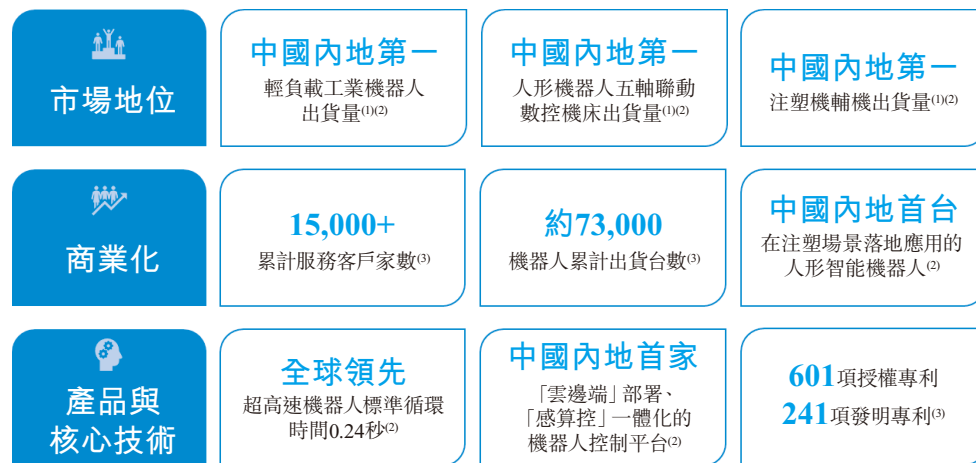 市場地位
中國內地第一
輕負載工業機器人
出貨量(1)(2)
中國內地第一
人形機器人五軸聯動
數控機床出貨量(1)(2)
中國內地第一
注塑機輔機出貨量(1)(2)
商業化
15,000+
累計服務客戶家數(3)
約73,000
機器人累計出貨台數(3)
中國內地首台
在注塑場景落地應用的
人形智能機器人(2)
產品與
核心技術
全球領先
超高速機器人標準循環
時間0.24秒(2)
中國內地首家
「雲邊端」部署、
「感算控」一體化的
機器人控制平台(2)
601項授權專利
241項發明專利(3)